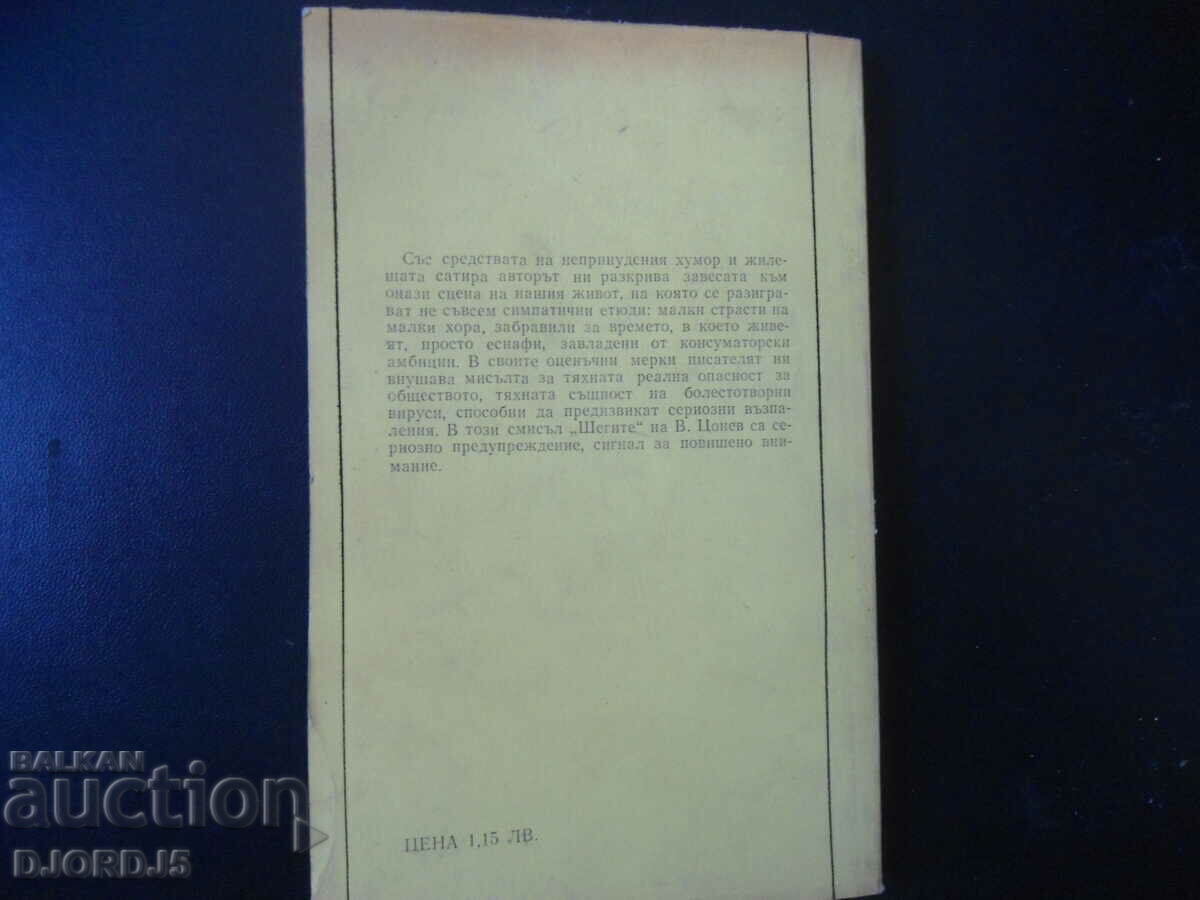 Със средствата на непринудения хумор и жиле-
щата сатира авторът ни разкрива завесата към
онази сцена на нашия живот, на която се разигра-
ват не съвсем симпатични етюди: малки страсти на
малки хора, забравили за времето, в което живе-
ят, просто еснафи, завладени от консуматорски
амбиции. В своите оценъчни мерки писателят ни
внушава мисълта за тяхната реална опасност за
обществото, тяхната същност на болестотворни
вируси, способни да предизвикат сериозни възпа-
ления. В този смисъл „Шегите“ на В. Цонев са се-
риозно предупреждение, сигнал за повишено вни-
мание.
ЦЕНА 1,15 ЛВ.
BALKAN
auction
DJORDJ5